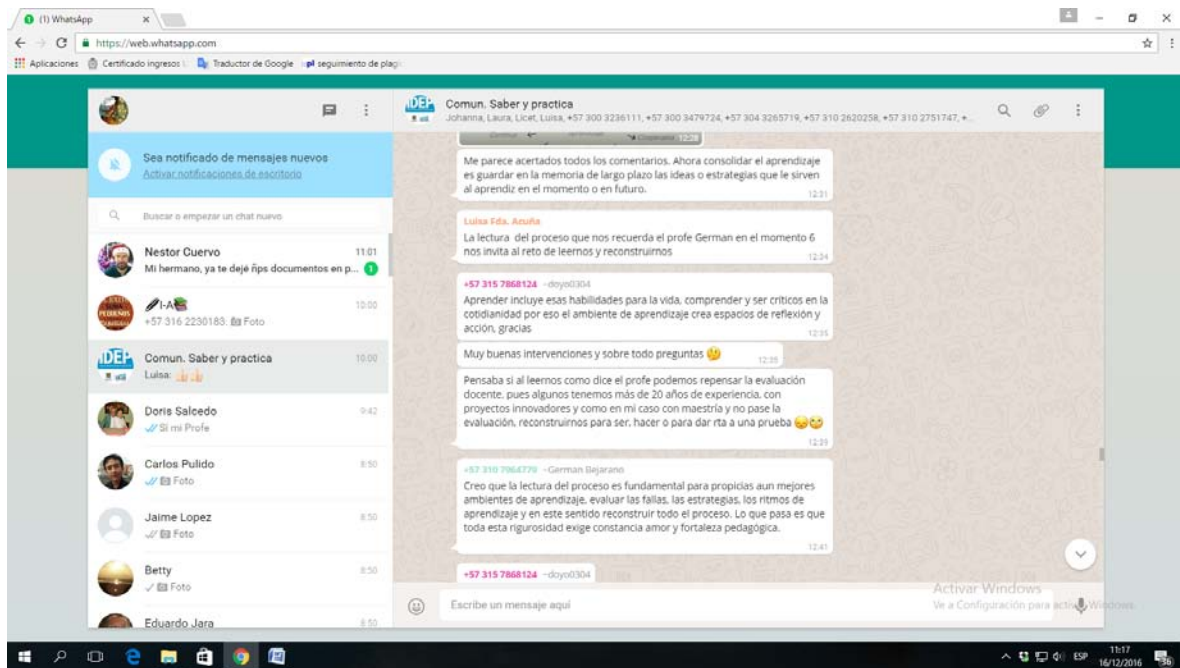 (1) WhatsApp
https://web.whatsapp.com
Aplicaciones Certificado ingresos Traductor de Google seguimiento de plag
IDEP
Comun. Saber y practica
Johanna, Laura, Licet, Luisa, +57 300 3236111, +57 300 3479724, +57 304 3265719, +57 310 2620258, +57 310 2751747, +...
Sea notificado de mensajes nuevos
Activar notificaciones de escritorio
Buscar o empezar un chat nuevo
Nestor Cuervo 11:01
Mi hermano, ya te dejé ñps documentos en p... 1
I-A 10:00
+57 316 2230183: Foto
IDEP
Comun. Saber y practica 10:00
Luisa:
Doris Salcedo 9:42
Si mi Profe
Carlos Pulido 8:50
Foto
Jaime Lopez 8:50
Foto
Betty 8:50
Foto
Eduardo Jara 8:50
12:28
Me parece acertados todos los comentarios. Ahora consolidar el aprendizaje
es guardar en la memoria de largo plazo las ideas o estrategias que le sirven
al aprendiz en el momento o en futuro.
12:31
Luisa Fda. Acuña
La lectura del proceso que nos recuerda el profe German en el momento 6
nos invita al reto de leernos y reconstruirnos
12:34
+57 315 7868124 ~doyo0304
Aprender incluye esas habilidades para la vida, comprender y ser críticos en la
cotidianidad por eso el ambiente de aprendizaje crea espacios de reflexión y
acción, gracias
12:35
Muy buenas intervenciones y sobre todo preguntas 🤔
12:35
Pensaba si al leernos como dice el profe podemos repensar la evaluación
docente, pues algunos tenemos más de 20 años de experiencia, con
proyectos innovadores y como en mi caso con maestría y no pase la
evaluación, reconstruirnos para ser, hacer o para dar rta a una prueba
12:39
+57 310 7964779 ~German Bejarano
Creo que la lectura del proceso es fundamental para propicias aun mejores
ambientes de aprendizaje, evaluar las fallas, las estrategias, los ritmos de
aprendizaje y en este sentido reconstruir todo el proceso. Lo que pasa es que
toda esta rigurosidad exige constancia amor y fortaleza pedagógica.
12:41
+57 315 7868124 ~doyo0304
Escribe un mensaje aquí
Activar Windows
Ve a Configuración para activar Windows.
ESP
11:17
16/12/2016